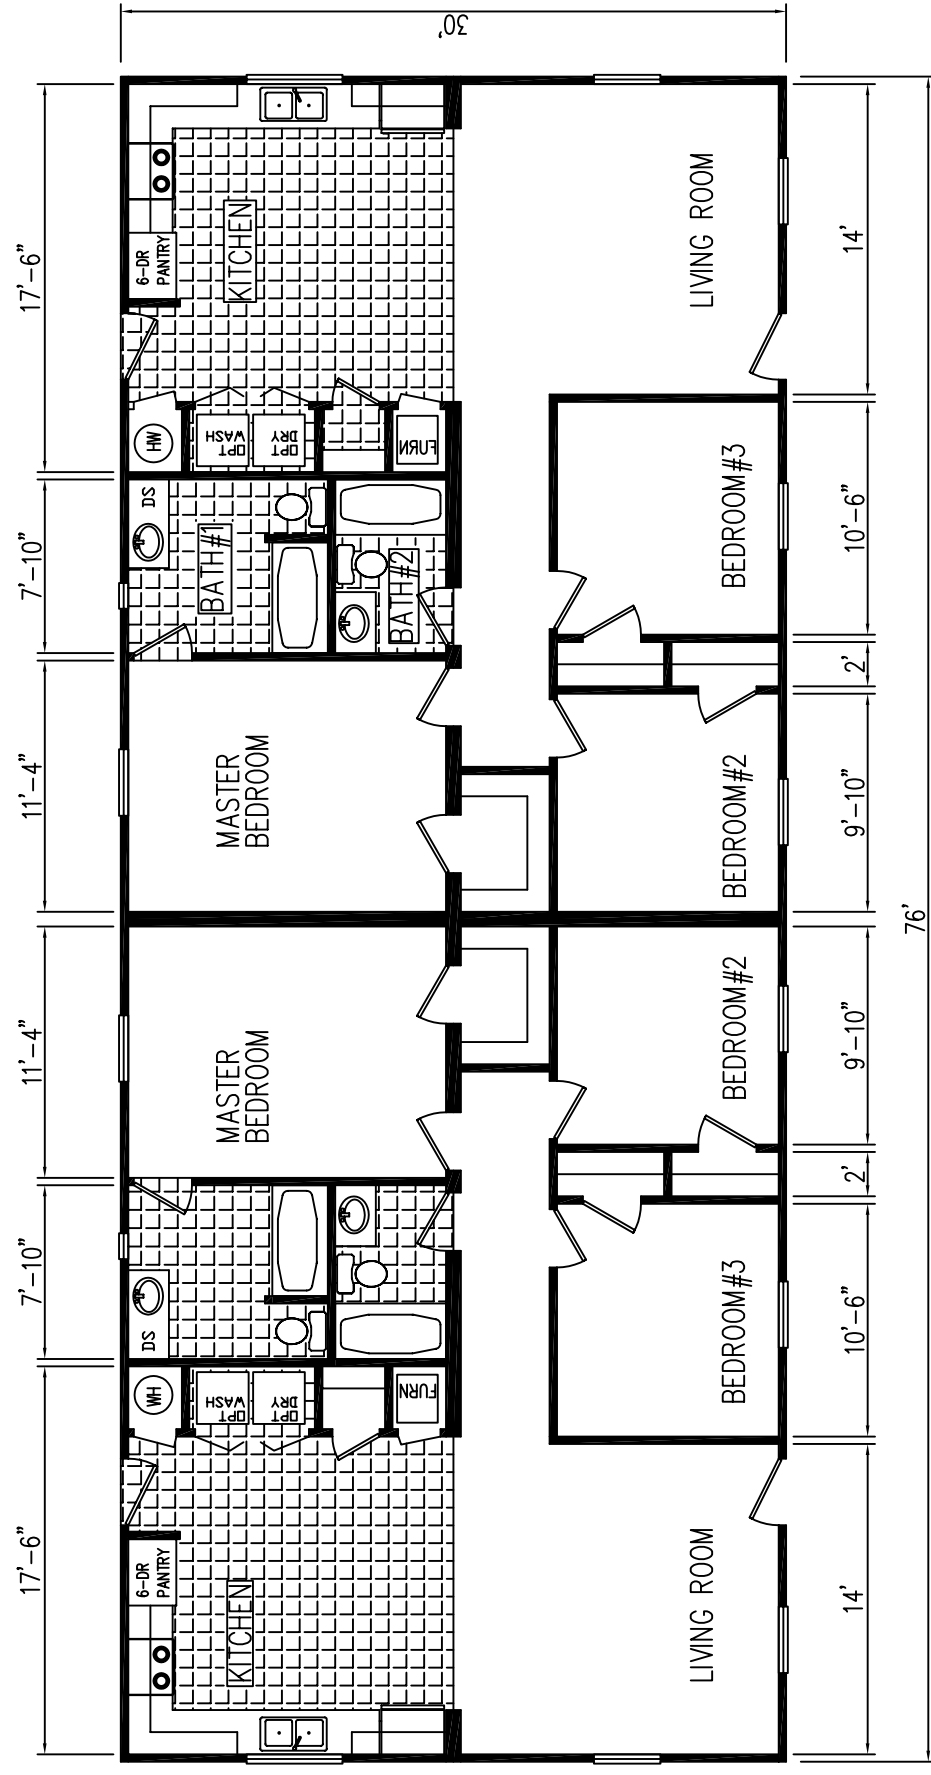 30'
17'-6"
7'-10"
11'-4"
11'-4"
7'-10"
17'-6"
6-DR
PANTRY
KITCHEN
LIVING ROOM
HW
OPT
WASH
OPT
DRY
FURN
DS
BATH#1
BATH#2
BEDROOM#3
MASTER
BEDROOM
BEDROOM#2
MASTER
BEDROOM
BEDROOM#2
DS
BEDROOM#3
WH
OPT
WASH
OPT
DRY
FURN
6-DR
PANTRY
KITCHEN
LIVING ROOM
14'
10'-6"
2'
9'-10"
9'-10"
2'
10'-6"
14'
76'